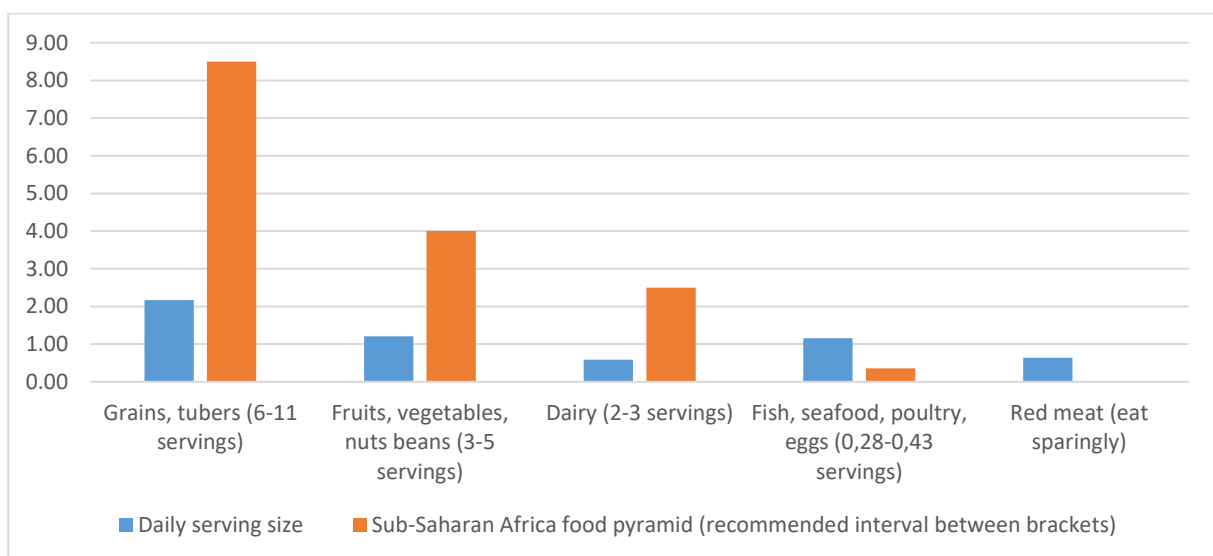 9.00
8.00
7.00
6.00
5.00
4.00
3.00
2.00
1.00
0.00
Grains, tubers (6-11
servings)
Fruits, vegetables,
nuts beans (3-5
servings)
Dairy (2-3 servings)
Fish, seafood, poultry,
eggs (0,28-0,43
servings)
Red meat (eat
sparingly)
Daily serving size
Sub-Saharan Africa food pyramid (recommended interval between brackets)